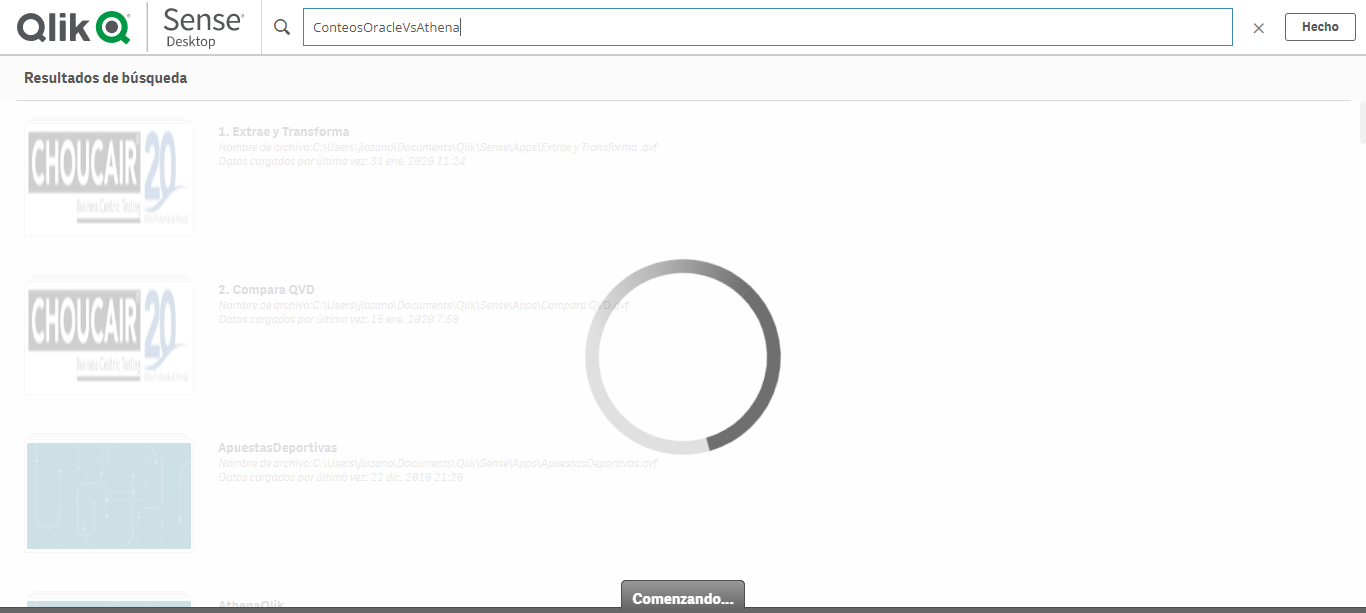 Qlik Q Sense
Desktop
ConteosOracleVsAthena
Hecho
Resultados de búsqueda
CHOUCAIR 20
Business Centric Testing
1. Extrae y Transforma
Nombre de archivo:C:\Users\jlozano\Documents\Qlik\Sense\Apps\Extrae y Transforma .qvf
Datos cargados por última vez: 31 ene. 2020 11:24
CHOUCAIR 20
Business Centric Testing
2. Compara QVD
Nombre de archivo:C:\Users\jlozano\Documents\Qlik\Sense\Apps\Compara QVD.qvf
Datos cargados por última vez: 15 ene. 2020 7:59
ApuestasDeportivas
Nombre de archivo:C:\Users\jlozano\Documents\Qlik\Sense\Apps\ApuestasDeportivas.qvf
Datos cargados por última vez: 22 dic. 2019 21:20
AthenaQlik
Comenzando...